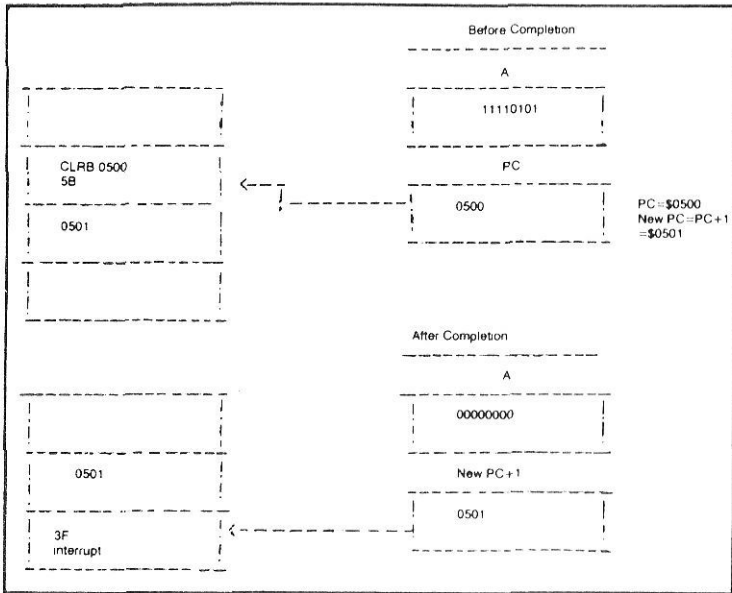 Before Completion
A
11110101
CLRB 0500
5B
PC
0500
PC=$0500
New PC=PC+1
=$0501
0501
After Completion
A
00000000
0501
New PC+1
0501
3F
interrupt